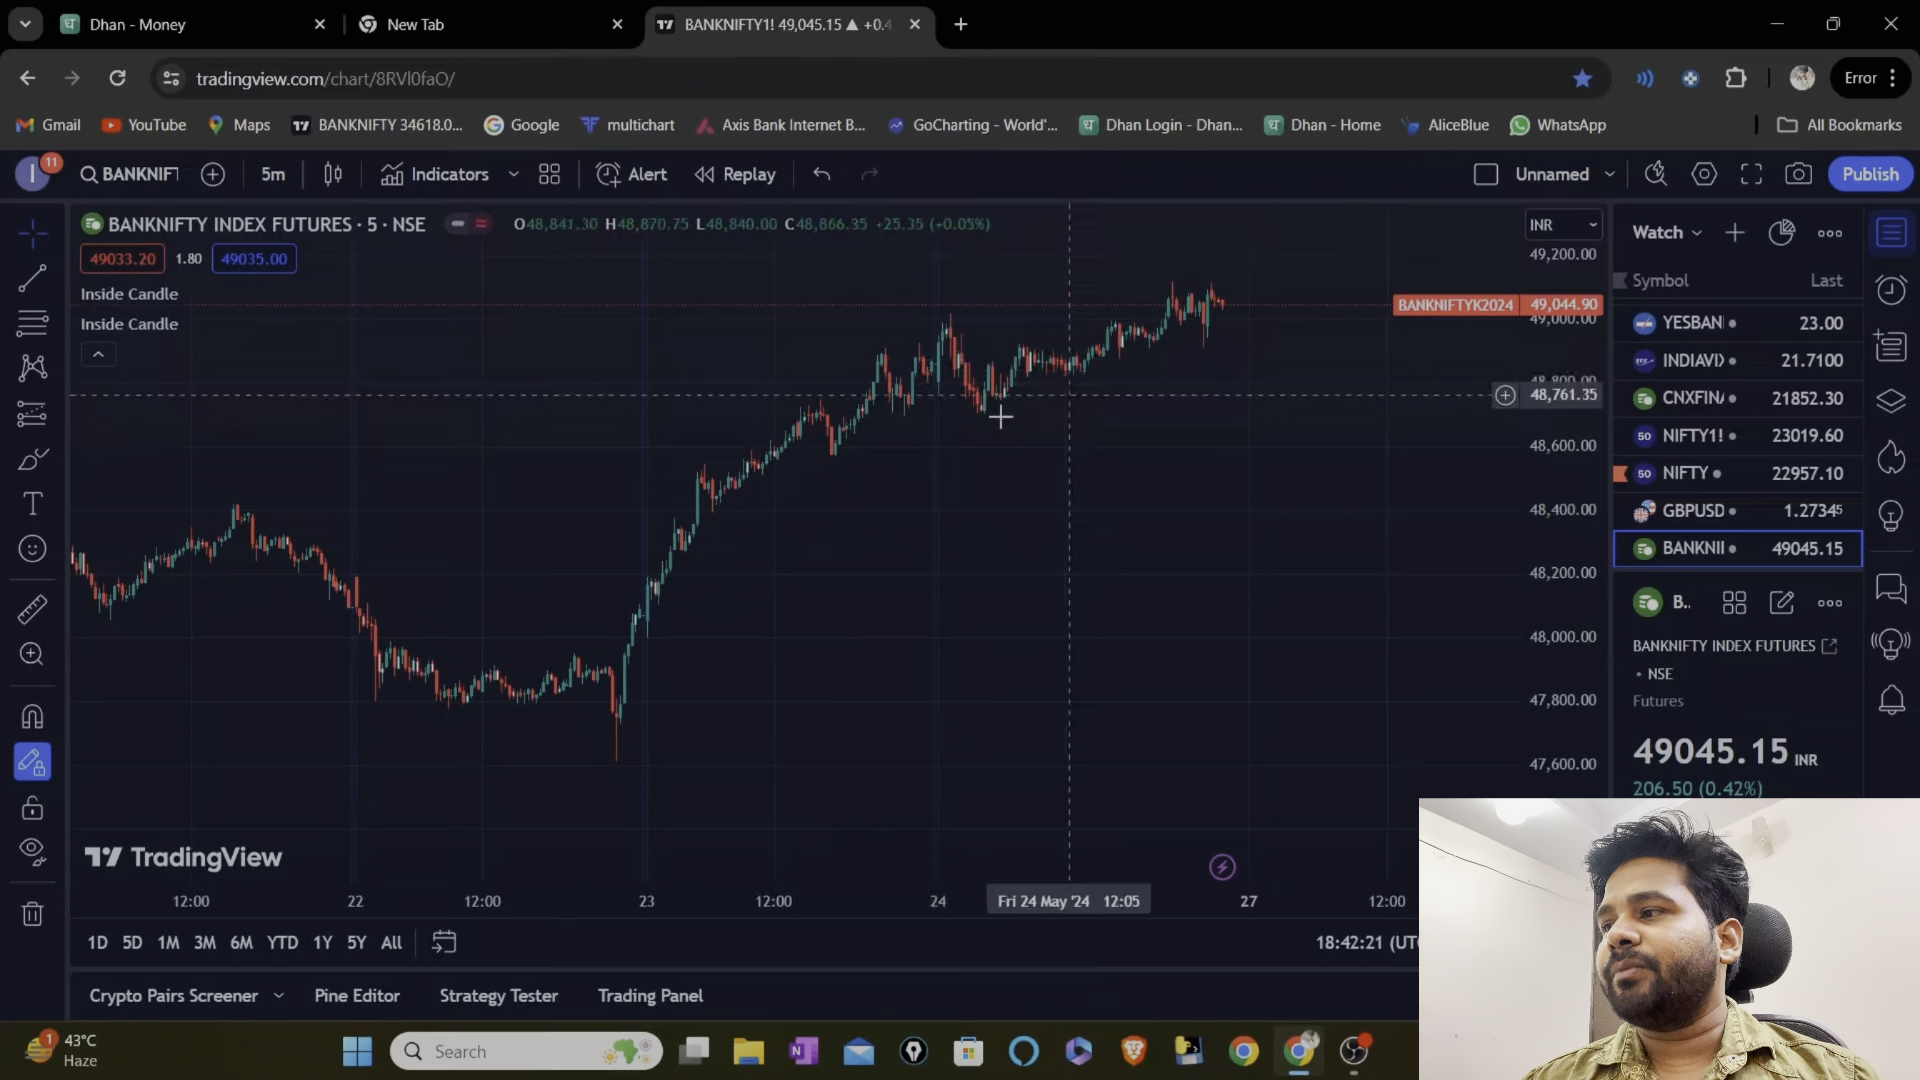 Dhan - Money
New Tab
BANKNIFTY1! 49,045.15 ▲ +0.4
tradingview.com/chart/8RVl0faO/
Error
Gmail
YouTube
Maps
BANKNIFTY 34618.0...
Google
multichart
Axis Bank Internet B...
GoCharting - World'...
Dhan Login - Dhan...
Dhan - Home
AliceBlue
WhatsApp
All Bookmarks
I
11
BANKNIF
5m
Indicators
Alert
Replay
Unnamed
Publish
BANKNIFTY INDEX FUTURES · 5 · NSE
O48,841.30 H48,870.75 L48,840.00 C48,866.35 +25.35 (+0.05%)
49033.20
1.80
49035.00
Inside Candle
Inside Candle
INR
49,200.00
BANKNIFTYK2024
49,044.90
49,000.00
48,800.00
48,761.35
48,600.00
48,400.00
48,200.00
48,000.00
47,800.00
47,600.00
Watch
Symbol
Last
YESBAN
23.00
INDIAVI
21.7100
CNXFIN
21852.30
50
NIFTY1!
23019.60
50
NIFTY
22957.10
GBPUSD
1.27345
BANKNI
49045.15
B..
BANKNIFTY INDEX FUTURES
• NSE
Futures
49045.15 INR
206.50 (0.42%)
TradingView
12:00
22
12:00
23
12:00
24
Fri 24 May '24 12:05
27
12:00
1D
5D
1M
3M
6M
YTD
1Y
5Y
All
18:42:21 (UTC
Crypto Pairs Screener
Pine Editor
Strategy Tester
Trading Panel
1
43°C
Haze
Search